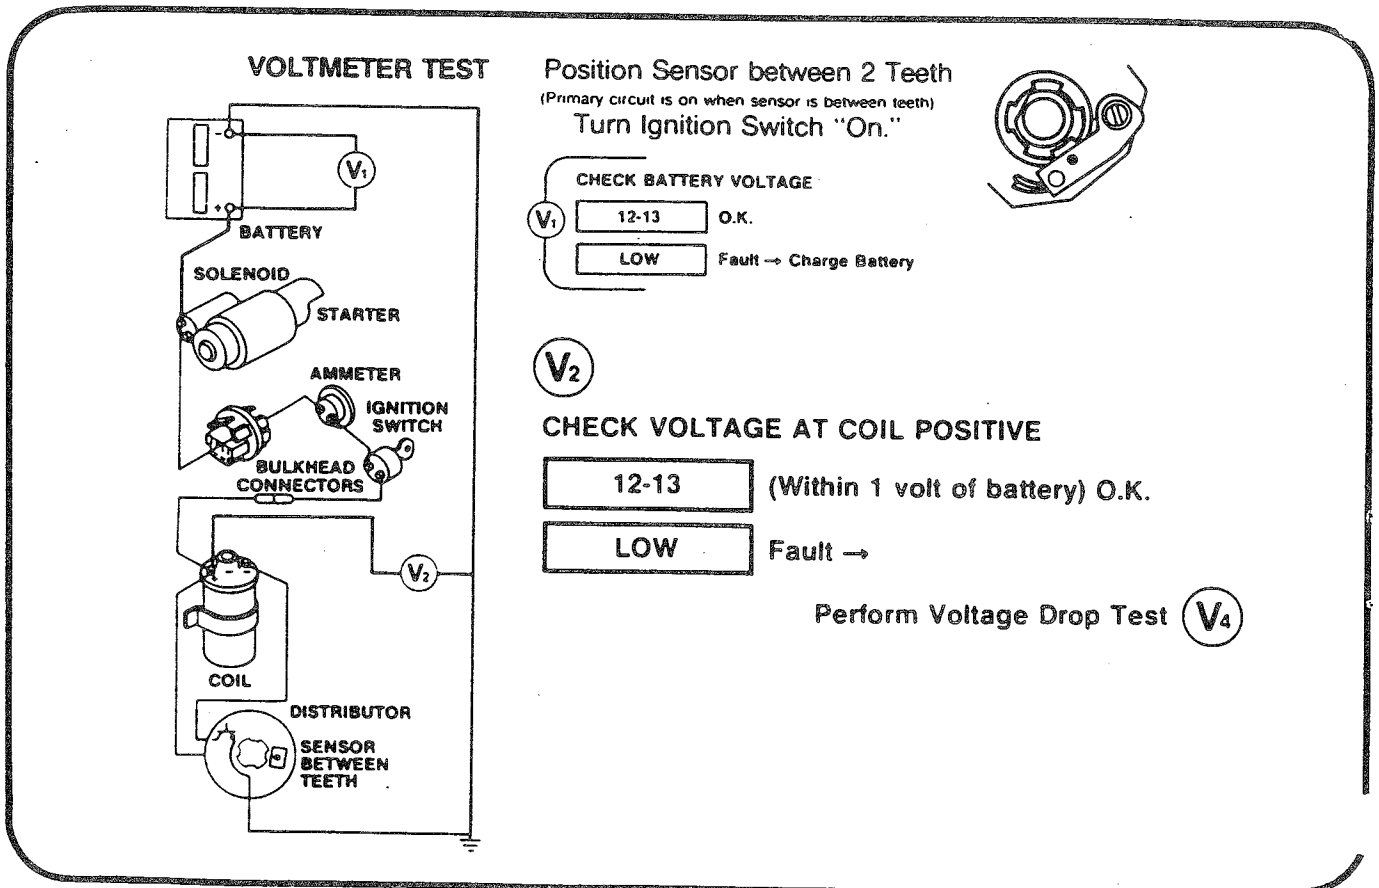 VOLTMETER TEST
Position Sensor between 2 Teeth
(Primary circuit is on when sensor is between teeth)
Turn Ignition Switch "On."
-
V1
+
BATTERY
SOLENOID
STARTER
AMMETER
IGNITION
SWITCH
BULKHEAD
CONNECTORS
V2
+
-
COIL
DISTRIBUTOR
SENSOR
BETWEEN
TEETH
CHECK BATTERY VOLTAGE
V1
12-13 O.K.
LOW Fault → Charge Battery
V2
CHECK VOLTAGE AT COIL POSITIVE
12-13 (Within 1 volt of battery) O.K.
LOW Fault →
Perform Voltage Drop Test V4